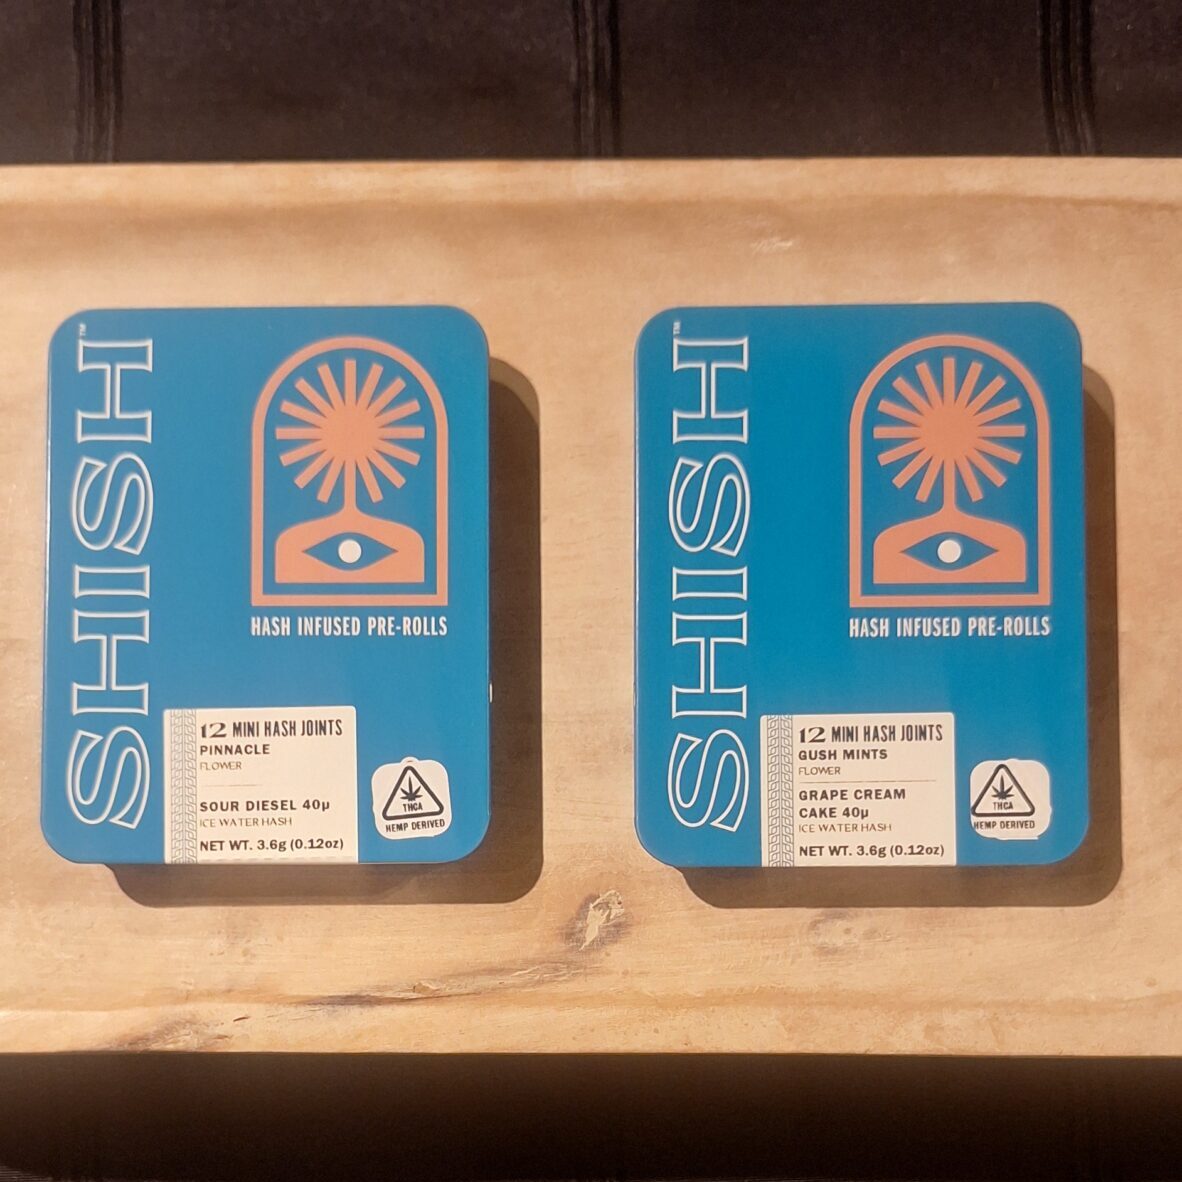 SHISH™
HASH INFUSED PRE-ROLLS
12 MINI HASH JOINTS
PINNACLE
FLOWER
SOUR DIESEL 40µ
ICE WATER HASH
NET WT. 3.6g (0.12oz)
THCA
HEMP DERIVED
SHISH™
HASH INFUSED PRE-ROLLS
12 MINI HASH JOINTS
GUSH MINTS
FLOWER
GRAPE CREAM
CAKE 40µ
ICE WATER HASH
NET WT. 3.6g (0.12oz)
THCA
HEMP DERIVED